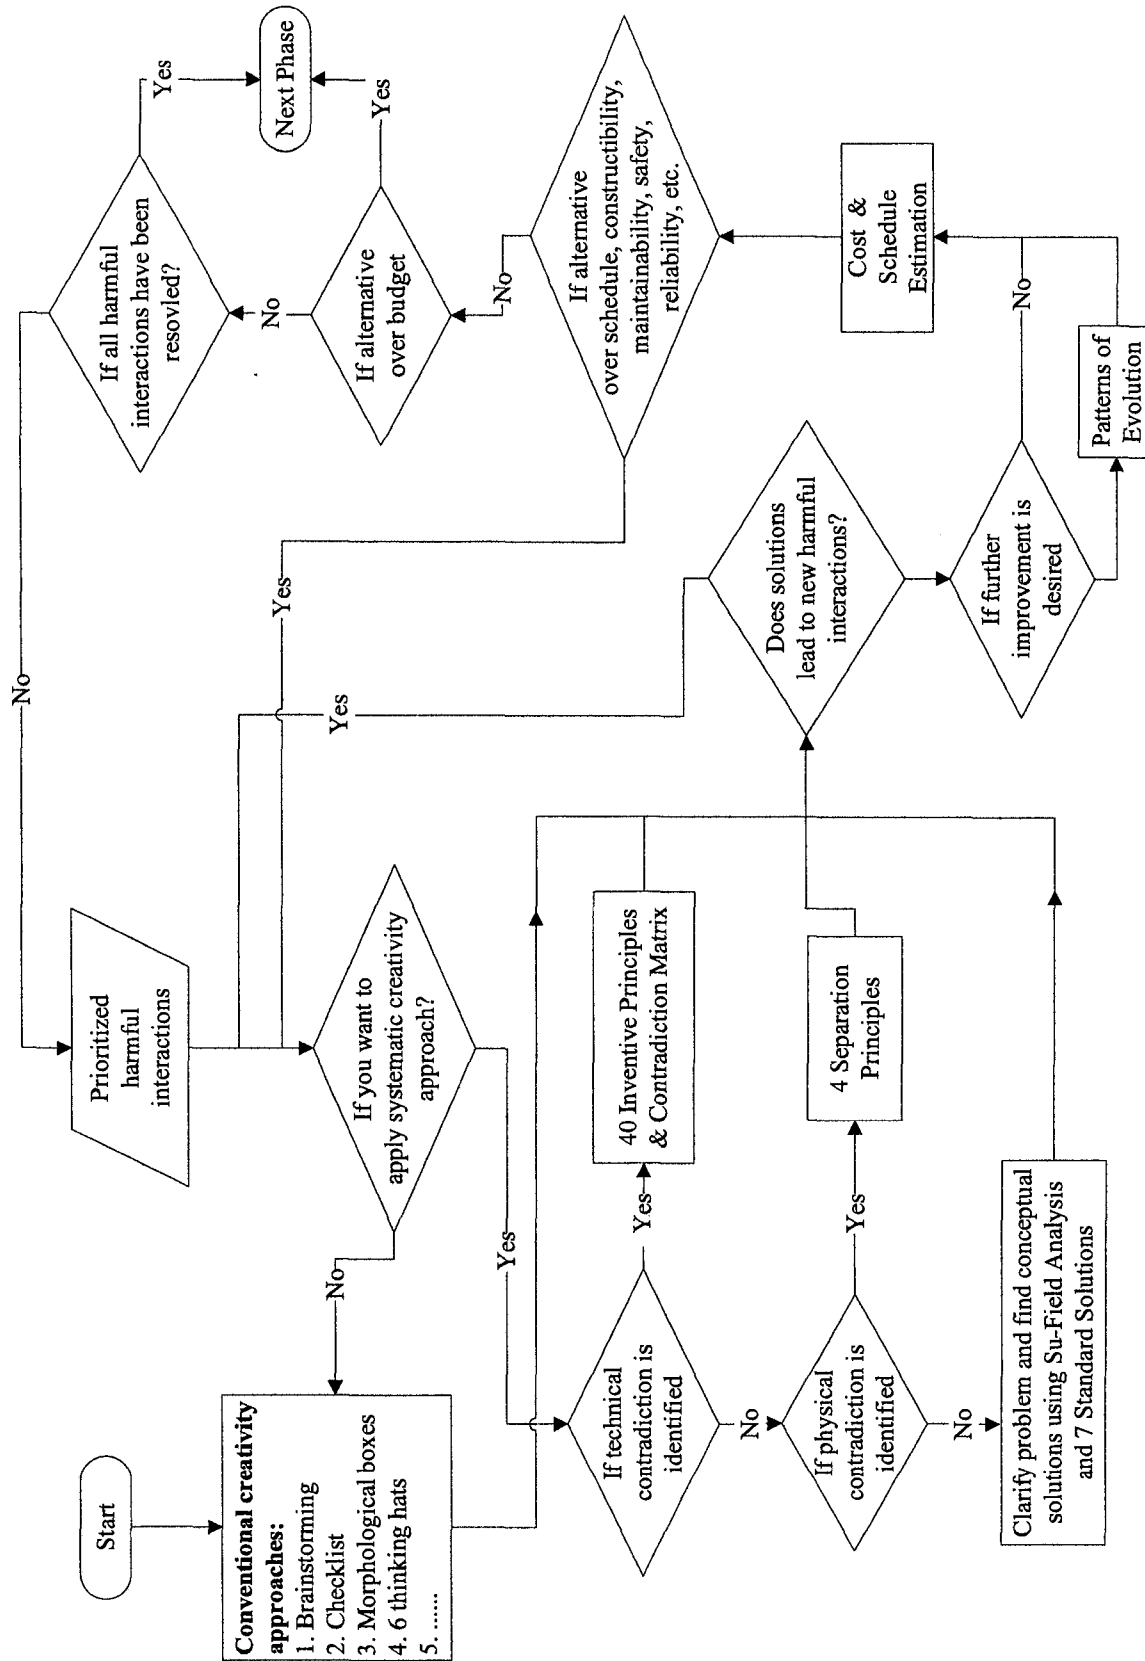 Start
Conventional creativity
approaches:
1. Brainstorming
2. Checklist
3. Morphological boxes
4. 6 thinking hats
5. ......
Prioritized
harmful
interactions
No
If you want to
apply systematic creativity
approach?
No
Yes
If technical
contradiction is
identified
Yes
40 Inventive Principles
& Contradiction Matrix
No
If physical
contradiction is
identified
Yes
4 Separation
Principles
No
Clarify problem and find conceptual
solutions using Su-Field Analysis
and 7 Standard Solutions
Does solutions
lead to new harmful
interactions?
Yes
Yes
If further
improvement is
desired
No
Patterns of
Evolution
Cost &
Schedule
Estimation
If alternative
over schedule, constructibility,
maintainability, safety,
reliability, etc.
No
If alternative
over budget
No
Yes
If all harmful
interactions have been
resovled?
Yes
Next Phase